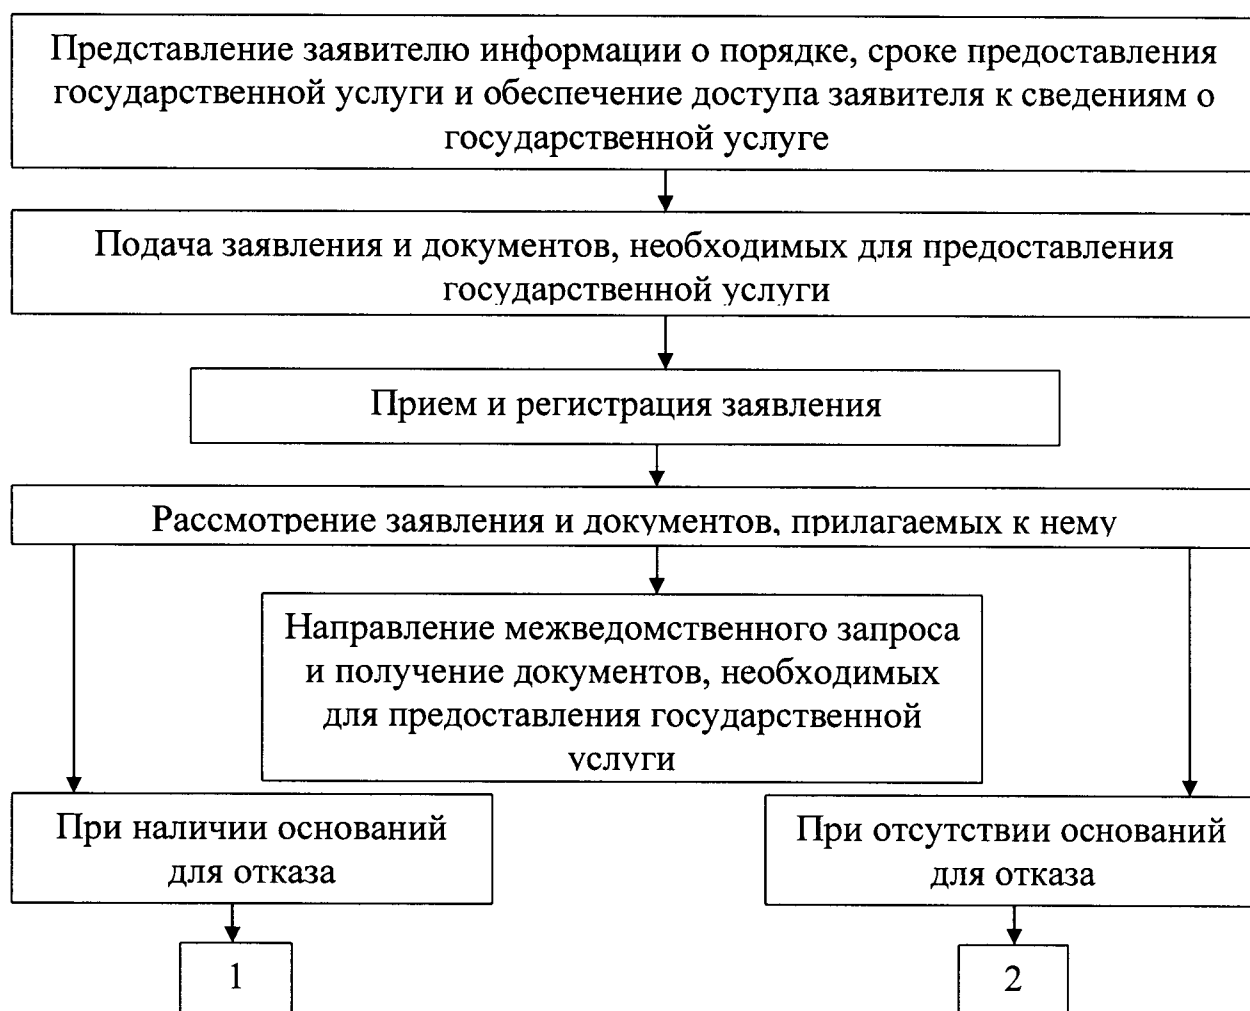 Представление заявителю информации о порядке, сроке предоставления
государственной услуги и обеспечение доступа заявителя к сведениям о
государственной услуге
Подача заявления и документов, необходимых для предоставления
государственной услуги
Прием и регистрация заявления
Рассмотрение заявления и документов, прилагаемых к нему
Направление межведомственного запроса
и получение документов, необходимых
для предоставления государственной
услуги
При наличии оснований
для отказа
При отсутствии оснований
для отказа
1
2